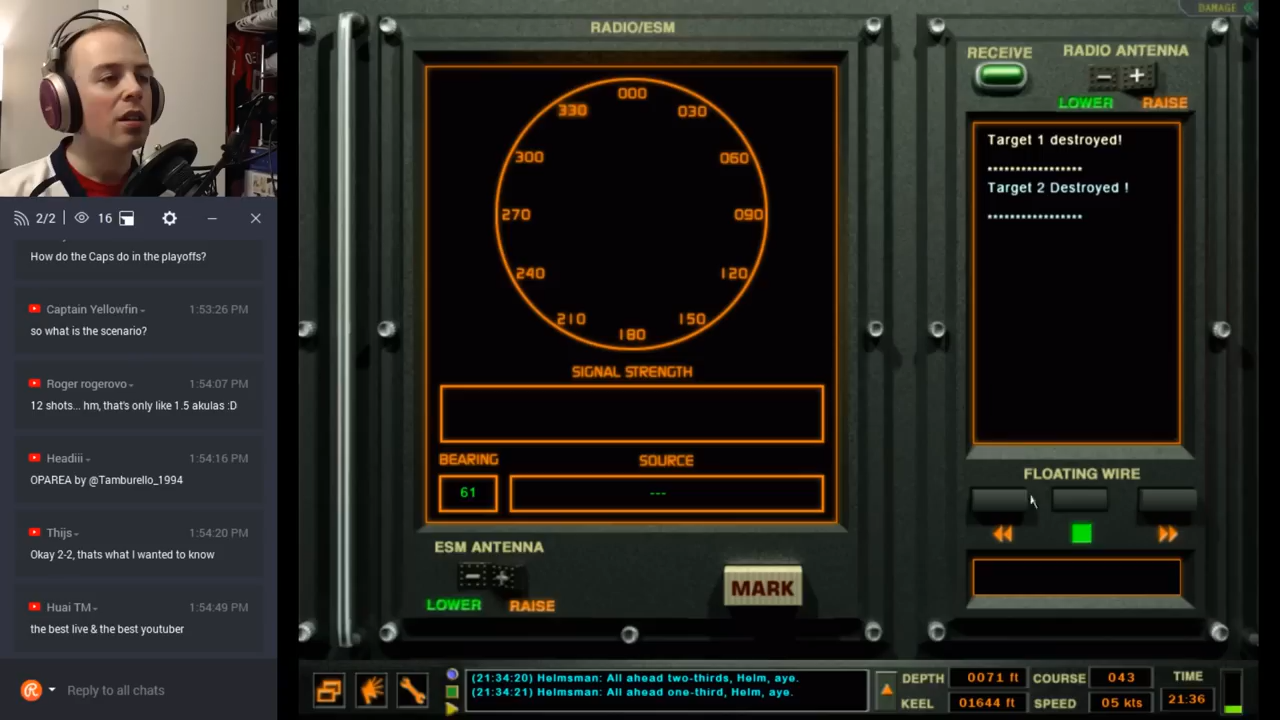 DAMAGE
RADIO/ESM
RECEIVE
RADIO ANTENNA
- +
LOWER RAISE
000
030
060
090
120
150
180
210
240
270
300
330
Target 1 destroyed!
*****************
Target 2 Destroyed !
*****************
SIGNAL STRENGTH
BEARING
SOURCE
61
---
ESM ANTENNA
- +
LOWER RAISE
MARK
FLOATING WIRE
2/2
16
How do the Caps do in the playoffs?
Captain Yellowfin 1:53:26 PM
so what is the scenario?
Roger rogerovo 1:54:07 PM
12 shots... hm, that's only like 1.5 akulas :D
Headiii 1:54:16 PM
OPAREA by @Tamburello_1994
Thijs 1:54:20 PM
Okay 2-2, thats what I wanted to know
Huai TM 1:54:49 PM
the best live & the best youtuber
Reply to all chats
(21:34:20) Helmsman: All ahead two-thirds, Helm, aye.
(21:34:21) Helmsman: All ahead one-third, Helm, aye.
DEPTH 0071 ft COURSE 043 TIME
KEEL 01644 ft SPEED 05 kts 21:36